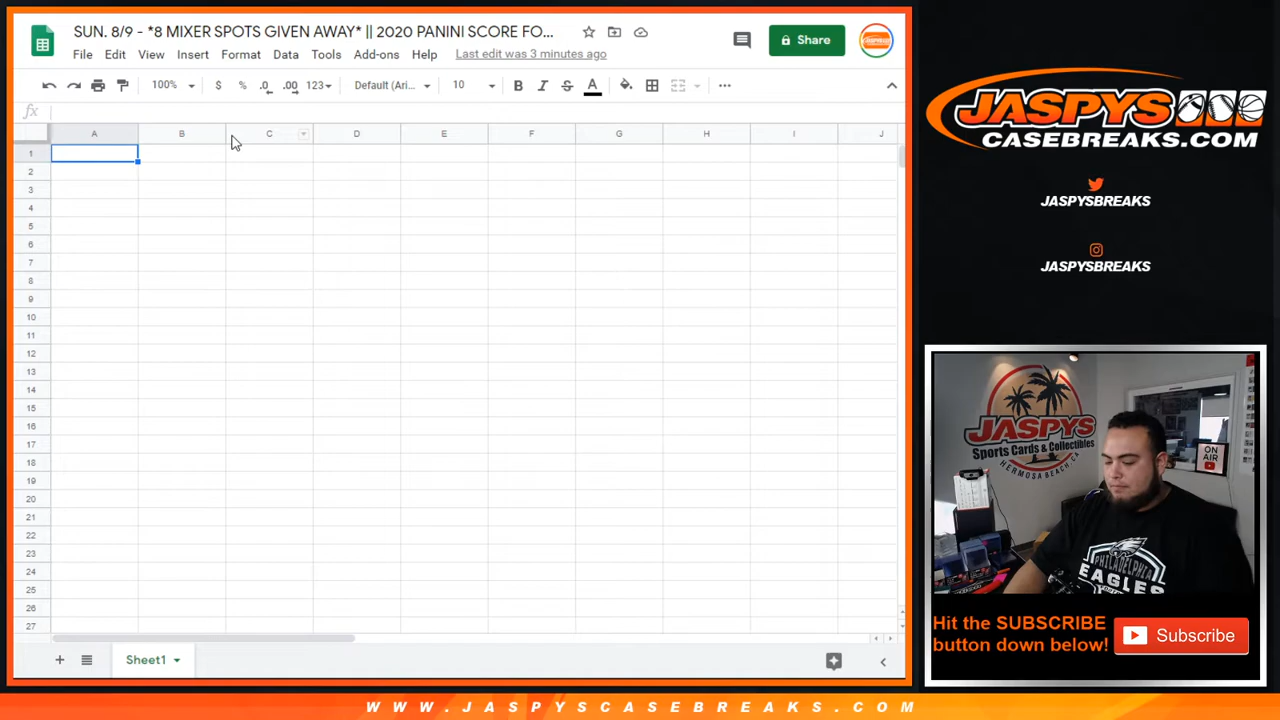 SUN. 8/9 - *8 MIXER SPOTS GIVEN AWAY* || 2020 PANINI SCORE FO...
File Edit View Insert Format Data Tools Add-ons Help Last edit was 3 minutes ago
Share
100% $ % .0 .00 123 Default (Ari... 10 B I S A
fx
A B C D E F G H I J
1
2
3
4
5
6
7
8
9
10
11
12
13
14
15
16
17
18
19
20
21
22
23
24
25
26
27
Sheet1
JASPYS
CASEBREAKS.COM
JASPYSBREAKS
JASPYSBREAKS
JASPYS
Sports Cards & Collectibles
HERMOSA BEACH, CA
ON
AIR
PHILADELPHIA
EAGLES
Hit the SUBSCRIBE
button down below!
Subscribe
WWW.JASPYSCASEBREAKS.COM